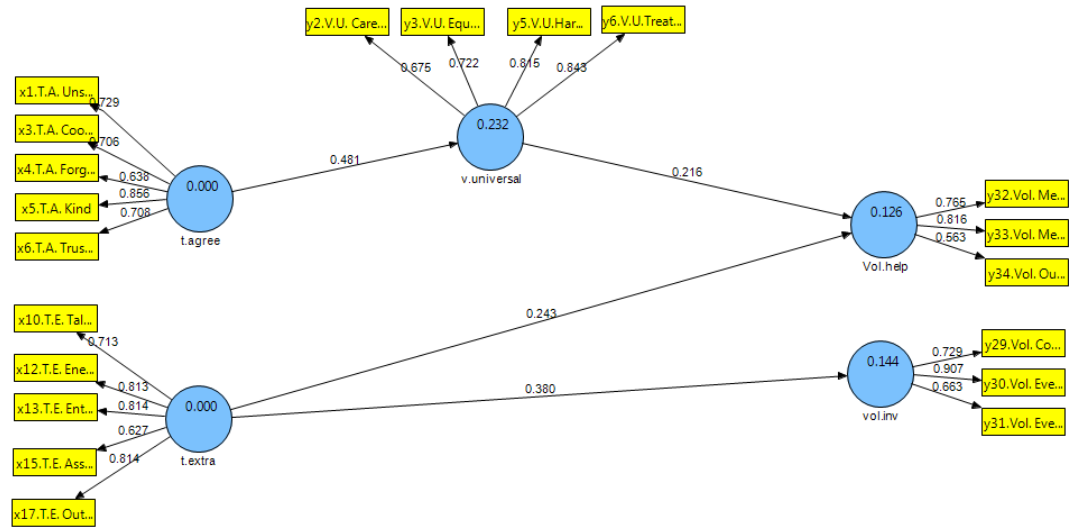 y2.V.U. Care...
y3.V.U. Equ...
y5.V.U.Har...
y6.V.U.Treat...
0.675
0.722
0.815
0.843
x1.T.A. Uns...
0.729
x3.T.A. Coo...
0.706
x4.T.A. Forg...
0.638
x5.T.A. Kind
0.856
x6.T.A. Trus...
0.708
0.000
t.agree
0.481
0.232
v.universal
0.216
0.126
Vol.help
0.765
y32.Vol. Me...
0.816
y33.Vol. Me...
0.563
y34.Vol. Ou...
x10.T.E. Tal...
0.713
x12.T.E. Ene...
0.813
x13.T.E. Ent...
0.814
x15.T.E. Ass...
0.627
x17.T.E. Out...
0.814
0.000
t.extra
0.243
0.380
0.144
vol.inv
0.729
y29.Vol. Co...
0.907
y30.Vol. Eve...
0.663
y31.Vol. Eve...